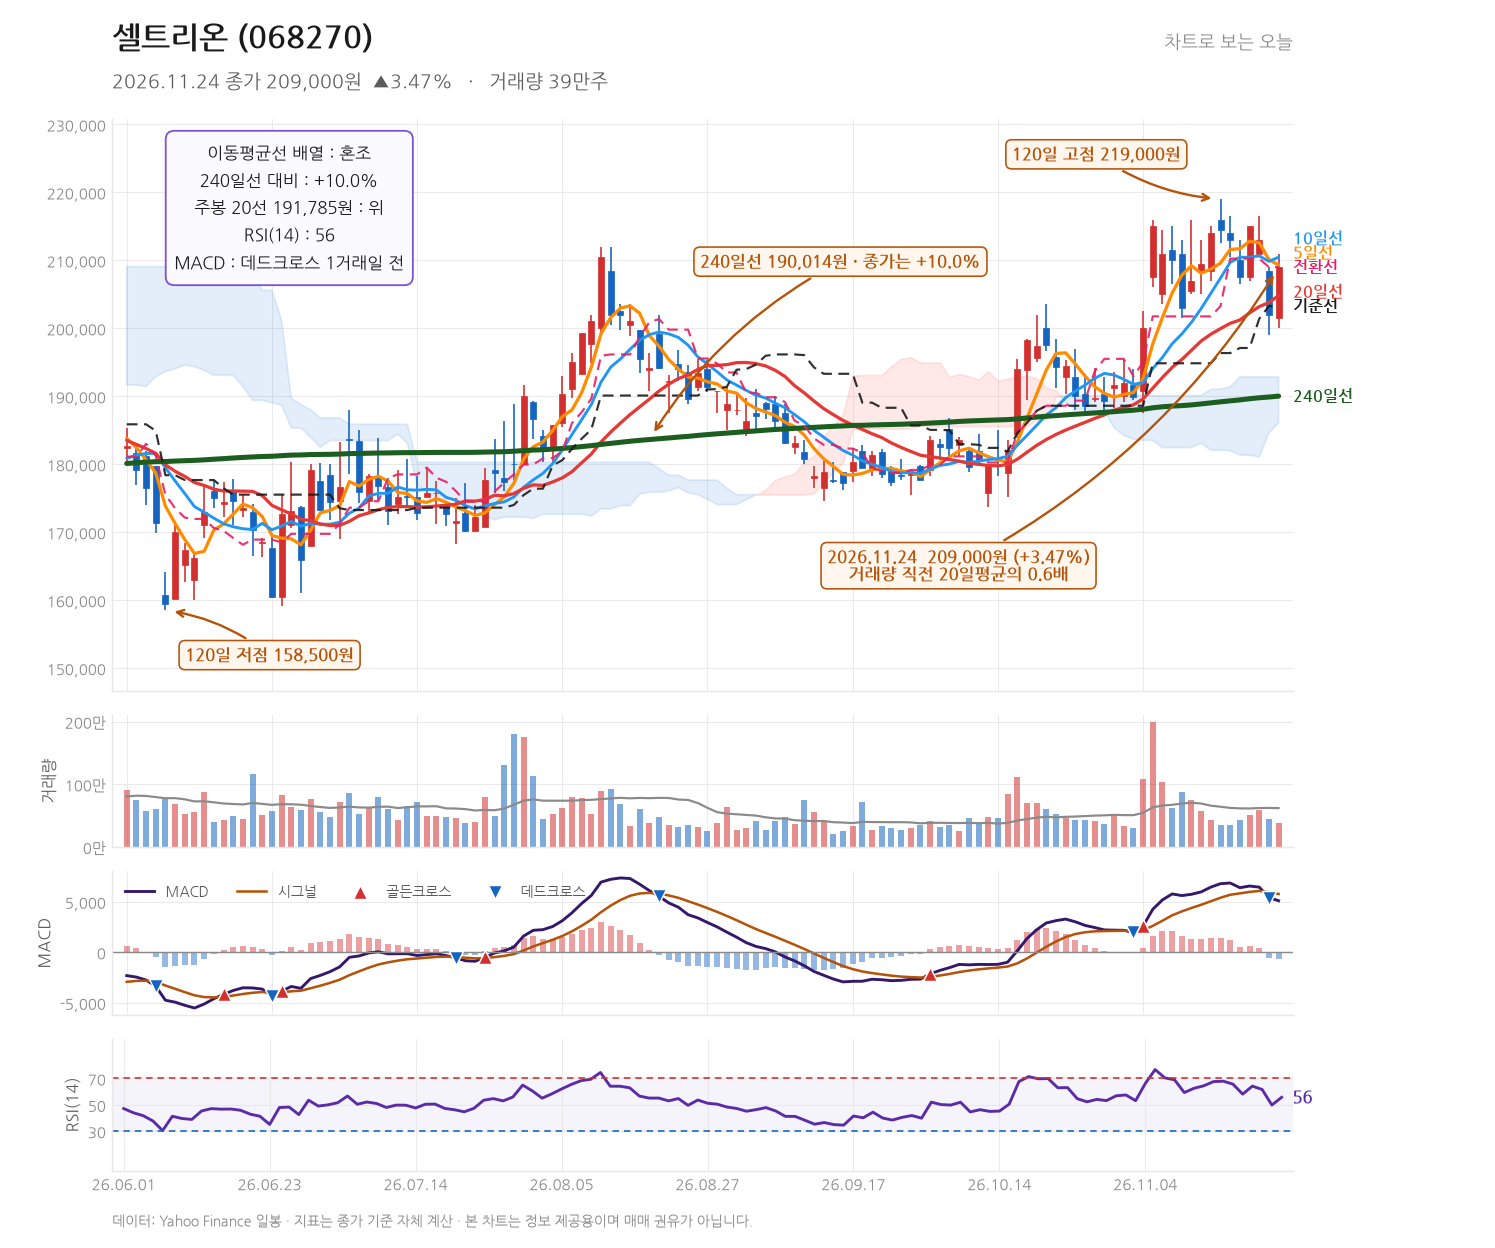 셀트리온 (068270)
차트로 보는 오늘
2026.11.24 종가 209,000원 ▲3.47% · 거래량 39만주
230,000
220,000
210,000
200,000
190,000
180,000
170,000
160,000
150,000
이동평균선 배열 : 혼조
240일선 대비 : +10.0%
주봉 20선 191,785원 : 위
RSI(14) : 56
MACD : 데드크로스 1거래일 전
120일 고점 219,000원
240일선 190,014원 · 종가는 +10.0%
2026.11.24 209,000원 (+3.47%)
거래량 직전 20일평균의 0.6배
120일 저점 158,500원
10일선
5일선
전환선
20일선
기준선
240일선
거래량
200만
100만
0만
MACD
5,000
0
-5,000
MACD
시그널
골든크로스
데드크로스
RSI(14)
70
50
30
56
26.06.01
26.06.23
26.07.14
26.08.05
26.08.27
26.09.17
26.10.14
26.11.04
데이터: Yahoo Finance 일봉 · 지표는 종가 기준 자체 계산 · 본 차트는 정보 제공용이며 매매 권유가 아닙니다.